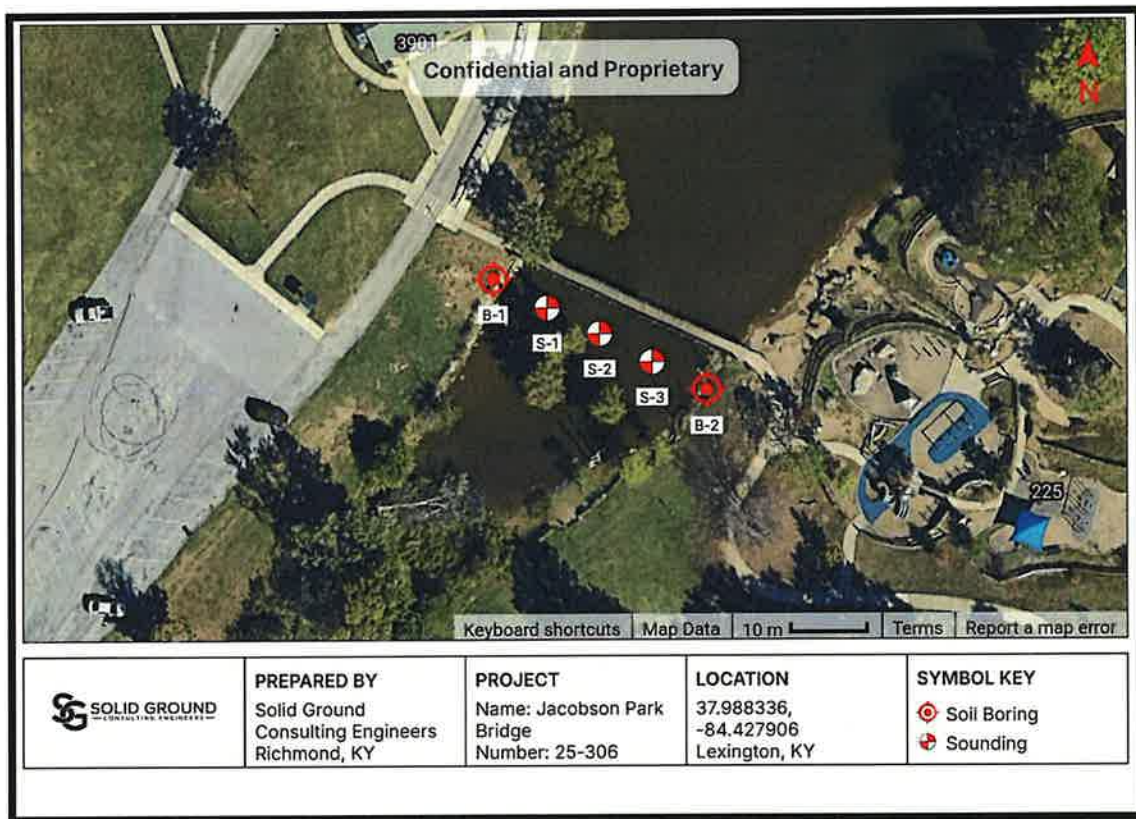 3901
Confidential and Proprietary
N
B-1
S-1
S-2
S-3
B-2
225
Keyboard shortcuts
Map Data
10 m
Terms
Report a map error
SG SOLID GROUND
CONSULTING ENGINEERS
PREPARED BY
Solid Ground
Consulting Engineers
Richmond, KY
PROJECT
Name: Jacobson Park
Bridge
Number: 25-306
LOCATION
37.988336,
-84.427906
Lexington, KY
SYMBOL KEY
Soil Boring
Sounding